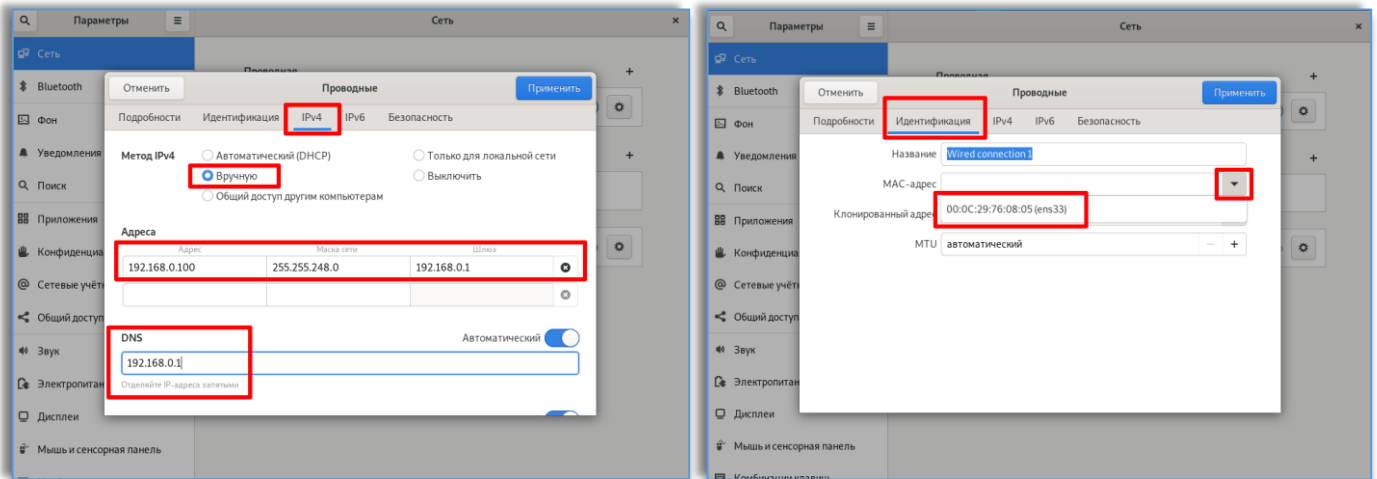 Параметры
Сеть
Сеть
Bluetooth
Фон
Уведомления
Поиск
Приложения
Конфиденциа
Сетевые учётн
Общий доступ
Звук
Электропитан
Дисплеи
Мышь и сенсорная панель
Проводная
Отменить
Проводные
Применить
Подробности Идентификация IPv4 IPv6 Безопасность
Метод IPv4
Автоматический (DHCP) Только для локальной сети
Вручную Выключить
Общий доступ другим компьютерам
Адреса
Адрес Маска сети Шлюз
192.168.0.100 255.255.248.0 192.168.0.1
DNS Автоматический
192.168.0.1
Отделяйте IP-адреса запятыми
Параметры
Сеть
Сеть
Bluetooth
Фон
Уведомления
Поиск
Приложения
Конфиденциа
Сетевые учётн
Общий доступ
Звук
Электропитан
Дисплеи
Мышь и сенсорная панель
Комбинации клавиш
Проводная
Отменить
Проводные
Применить
Подробности Идентификация IPv4 IPv6 Безопасность
Название Wired connection 1
MAC-адрес
00:0C:29:76:08:05 (ens33)
Клонированный адрес
MTU автоматический